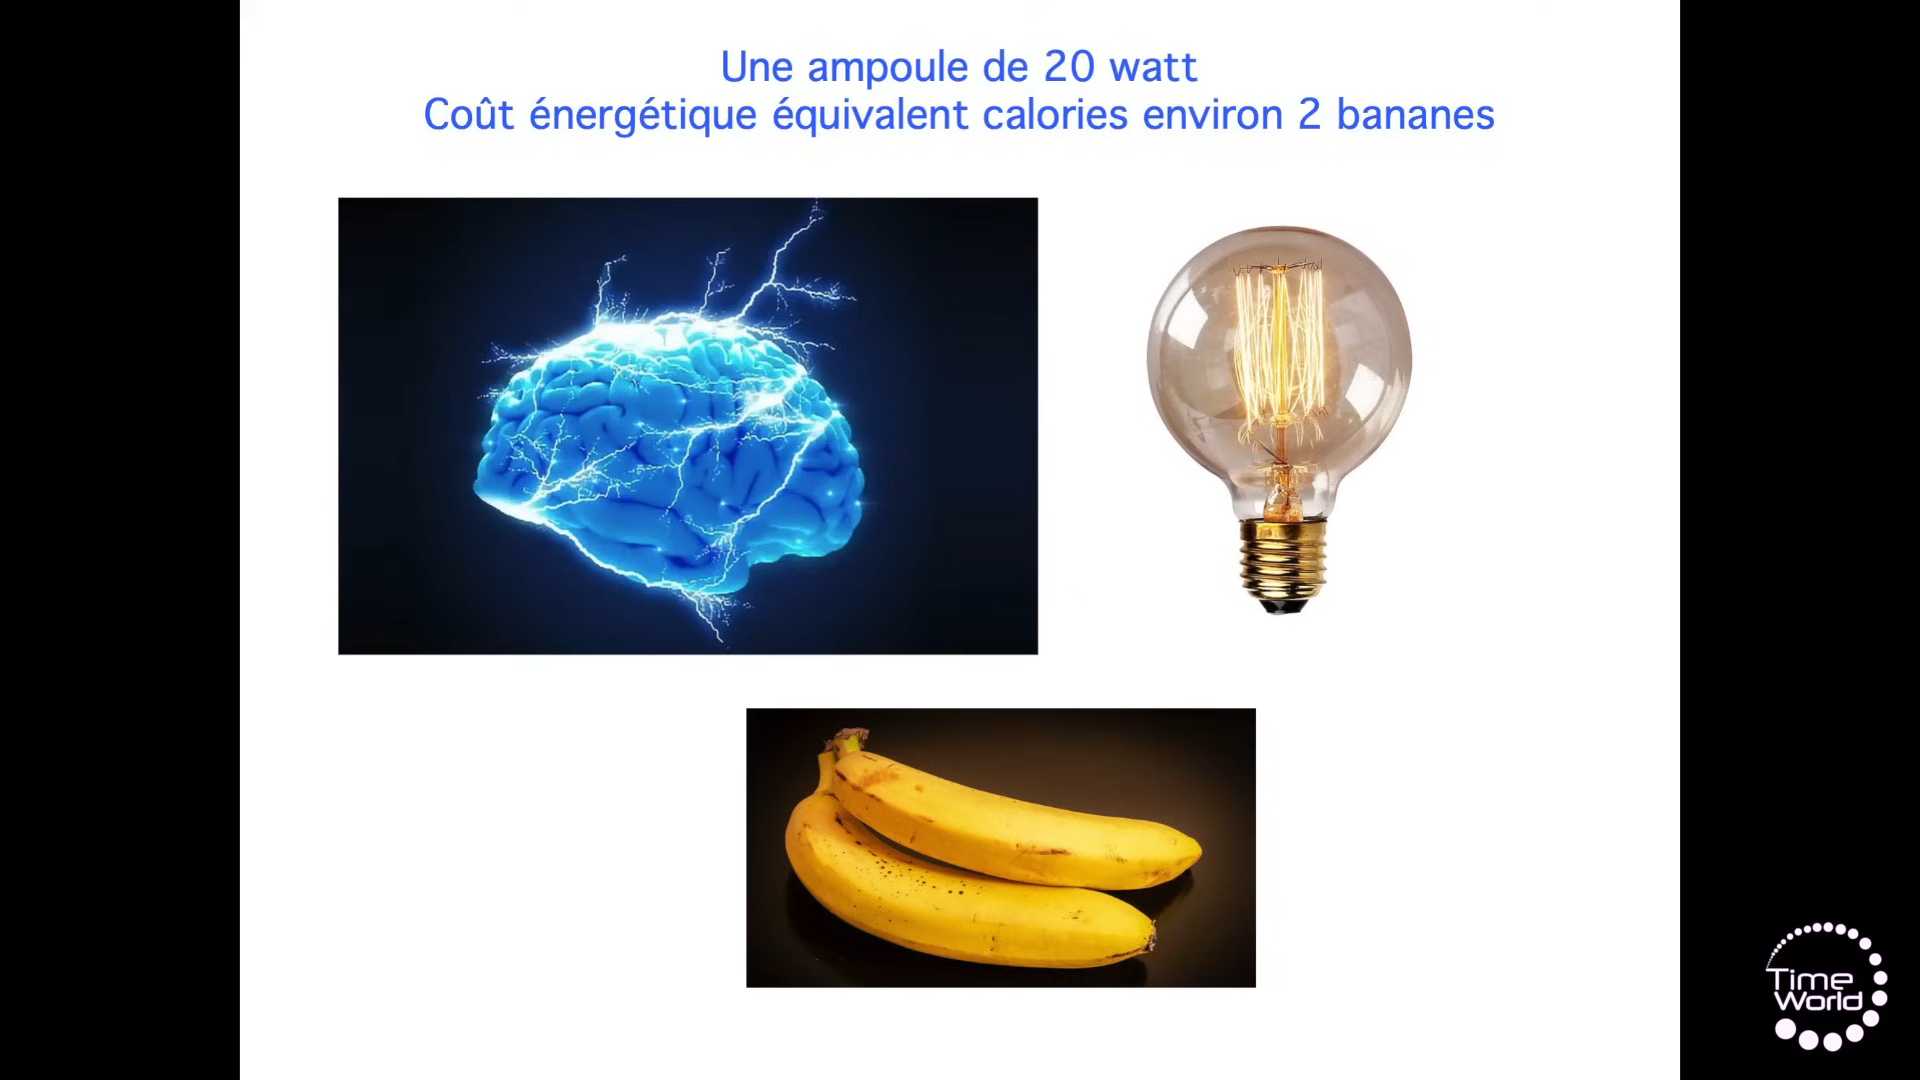 Une ampoule de 20 watt
Coût énergétique équivalent calories environ 2 bananes
Time
World